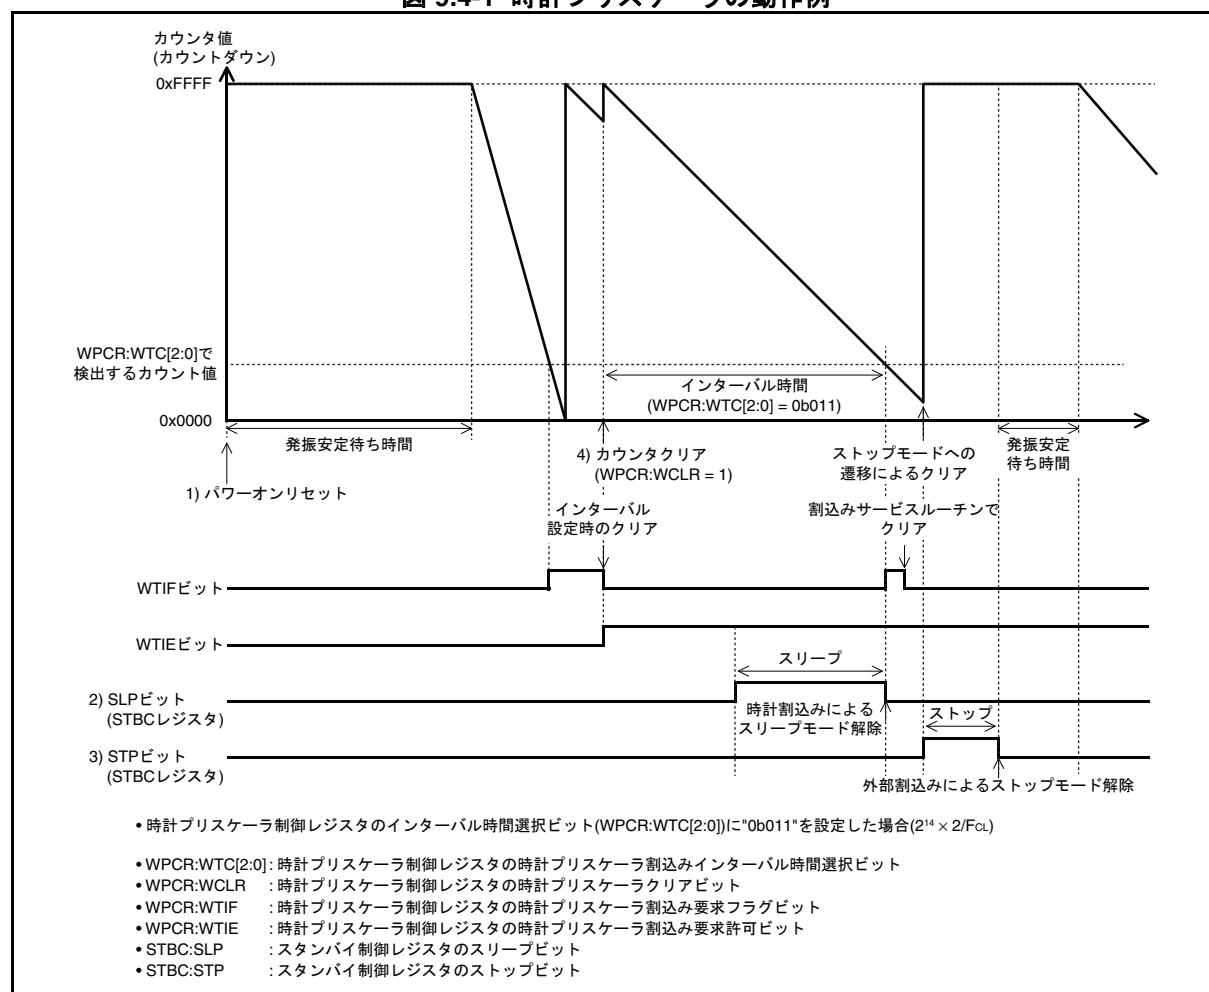 図 5.4-1 時計プリスケーラの動作例
カウンタ値
(カウントダウン)
0xFFFF
WPCR:WTC[2:0]で
検出するカウント値
0x0000
インターバル時間
(WPCR:WTC[2:0] = 0b011)
発振安定待ち時間
4) カウンタクリア
(WPCR:WCLR = 1)
ストップモードへの
遷移によるクリア
発振安定
待ち時間
1) パワーオンリセット
インターバル
設定時のクリア
割込みサービスルーチンで
クリア
WTIFビット
WTIEビット
スリープ
2) SLPビット
(STBCレジスタ)
時計割込みによる
スリープモード解除
ストップ
3) STPビット
(STBCレジスタ)
外部割込みによるストップモード解除
• 時計プリスケーラ制御レジスタのインターバル時間選択ビット(WPCR:WTC[2:0])に"0b011"を設定した場合(2¹⁴ × 2/FCL)
• WPCR:WTC[2:0] : 時計プリスケーラ制御レジスタの時計プリスケーラ割込みインターバル時間選択ビット
• WPCR:WCLR : 時計プリスケーラ制御レジスタの時計プリスケーラクリアビット
• WPCR:WTIF : 時計プリスケーラ制御レジスタの時計プリスケーラ割込み要求フラグビット
• WPCR:WTIE : 時計プリスケーラ制御レジスタの時計プリスケーラ割込み要求許可ビット
• STBC:SLP : スタンバイ制御レジスタのスリープビット
• STBC:STP : スタンバイ制御レジスタのストップビット